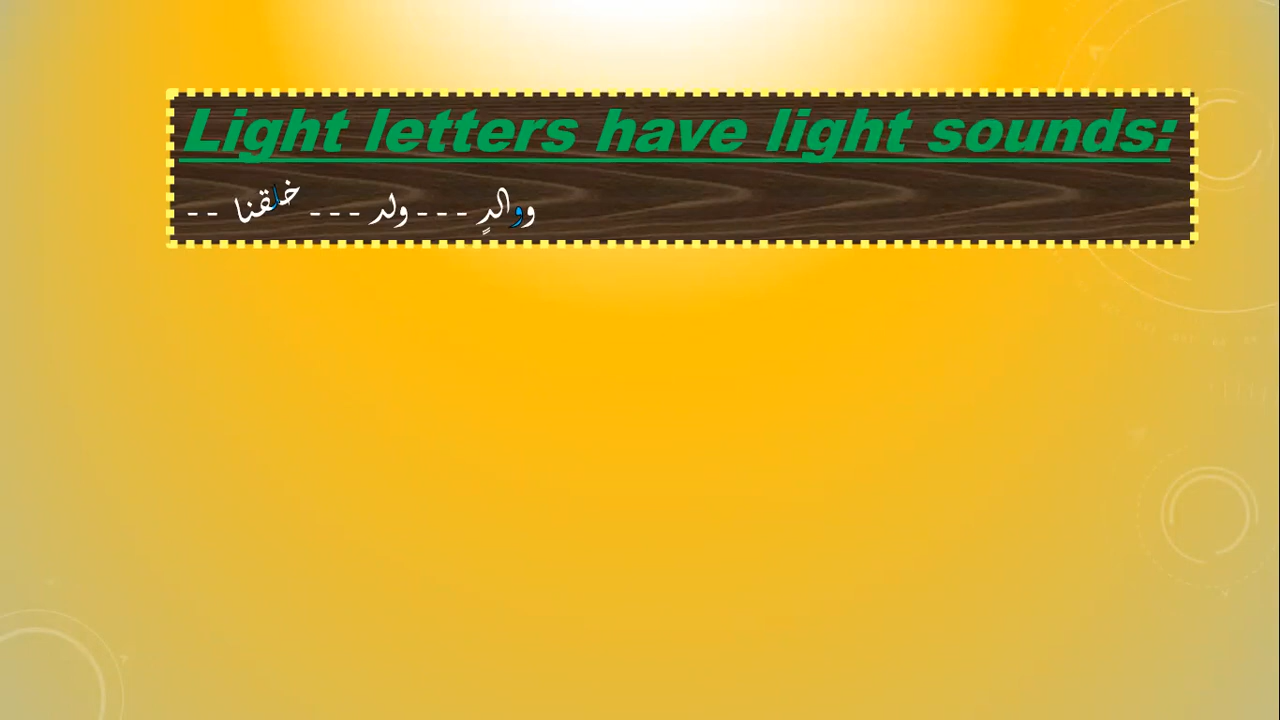 Light letters have light sounds:
ووالدٍ --- ولد --- خلقنا --